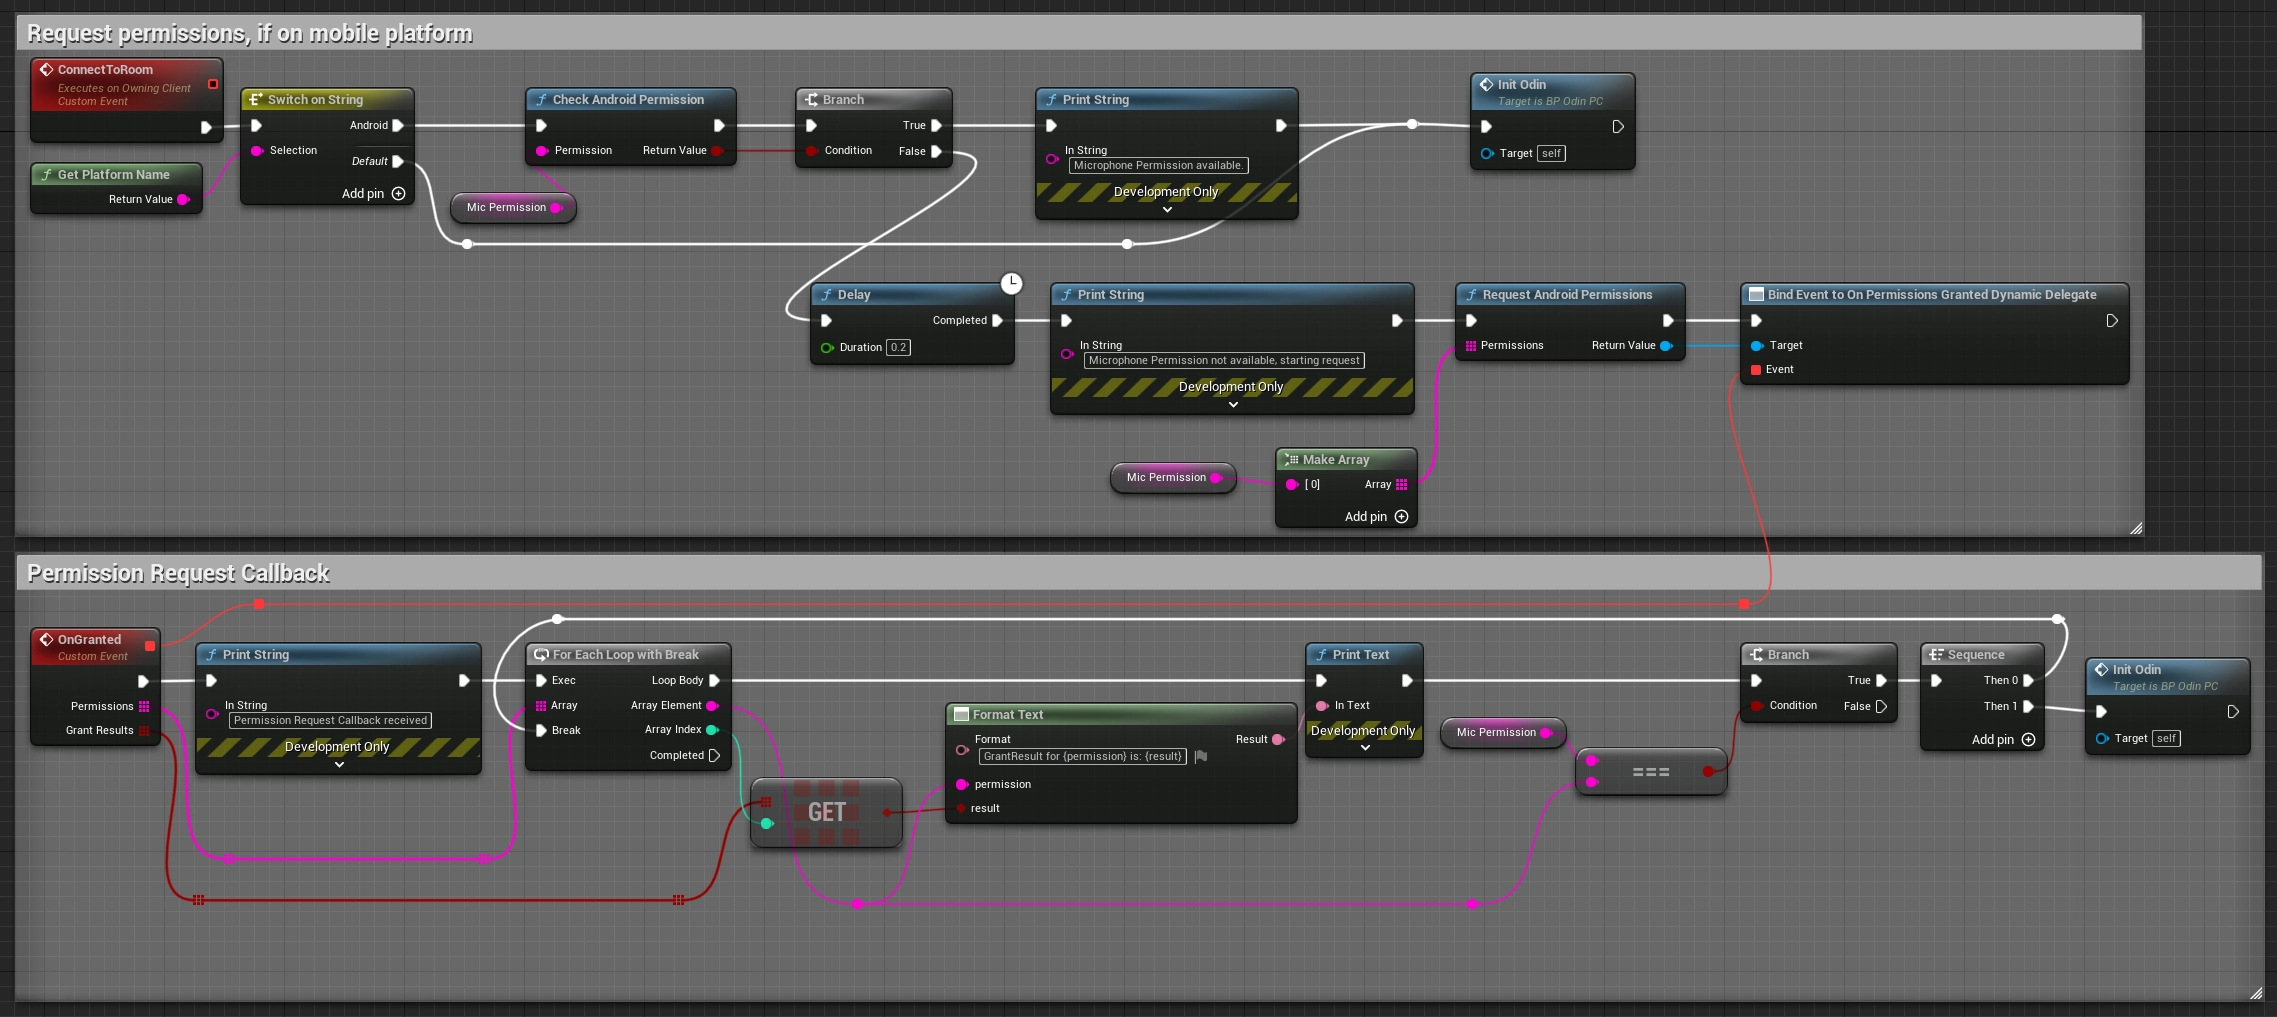 Request permissions, if on mobile platform
ConnectToRoom
Executes on Owning Client
Custom Event
Get Platform Name
Return Value
Switch on String
Android
Selection
Default
Add pin
Check Android Permission
Permission
Return Value
Mic Permission
Branch
True
Condition
False
Print String
In String
Microphone Permission available.
Development Only
Init Odin
Target is BP Odin PC
Target self
Delay
Completed
Duration 0.2
Print String
In String
Microphone Permission not available, starting request
Development Only
Request Android Permissions
Permissions
Return Value
Bind Event to On Permissions Granted Dynamic Delegate
Target
Event
Mic Permission
Make Array
[ 0]
Array
Add pin
Permission Request Callback
OnGranted
Custom Event
Permissions
Grant Results
Print String
In String
Permission Request Callback received
Development Only
For Each Loop with Break
Exec
Loop Body
Array
Array Element
Break
Array Index
Completed
GET
Format Text
Format
GrantResult for {permission} is: {result}
Result
permission
result
Print Text
In Text
Development Only
Mic Permission
===
Branch
True
Condition
False
Sequence
Then 0
Then 1
Add pin
Init Odin
Target is BP Odin PC
Target self